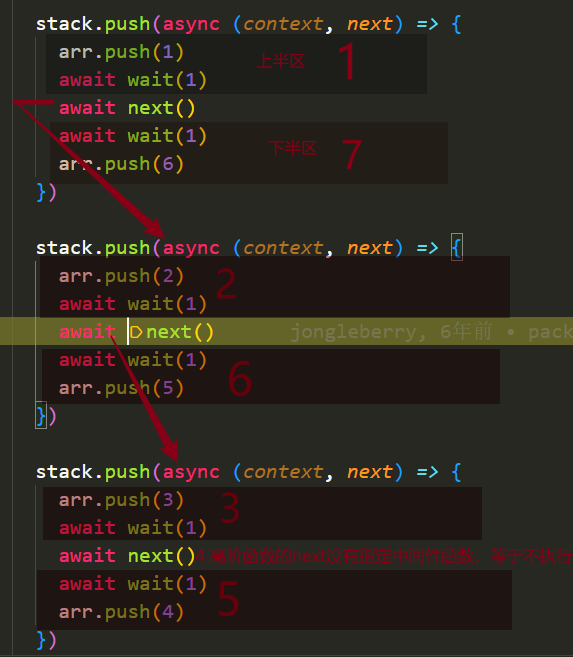 stack.push(async (context, next) => {
arr.push(1)
上半区 1
await wait(1)
await next()
await wait(1)
下半区 7
arr.push(6)
})
stack.push(async (context, next) => {
arr.push(2)
2
await wait(1)
await next() jongleberry, 6年前 • pack
await wait(1)
6
arr.push(5)
})
stack.push(async (context, next) => {
arr.push(3)
3
await wait(1)
await next() 4.
await wait(1)
5
arr.push(4)
})